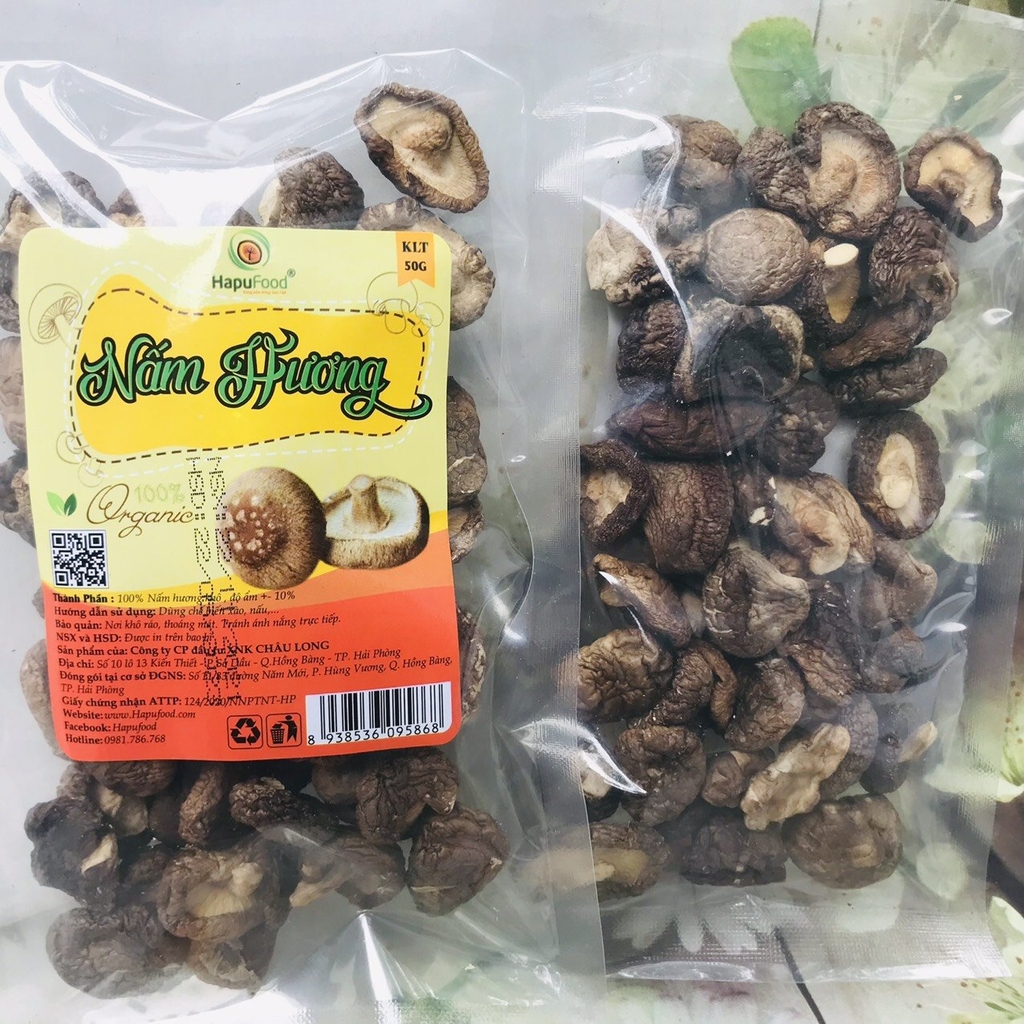 KLT
50G
HapuFood®
Nấm Hương
100%
Organic
Thành Phần : 100% Nấm hương khô , độ ẩm +- 10%
Hướng dẫn sử dụng: Dùng chế biến xào, nấu,...
Bảo quản: Nơi khô ráo, thoáng mát. Tránh ánh nắng trực tiếp.
NSX và HSD: Được in trên bao bì
Sản phẩm của: Công ty CP đầu tư XNK CHÂU LONG
Địa chỉ: Số 10 lô 13 Kiến Thiết - P. Sở Dầu - Q.Hồng Bàng - TP. Hải Phòng
Đóng gói tại cơ sở ĐGNS: Số đường Năm Mới, P. Hùng Vương, Q. Hồng Bàng,
TP. Hải Phòng
Giấy chứng nhận ATTP: 124/2020/NNPTNT-HP
Website: www.Hapufood.com
Facebook: Hapufood
Hotline: 0981.786.768
8 938536 095868